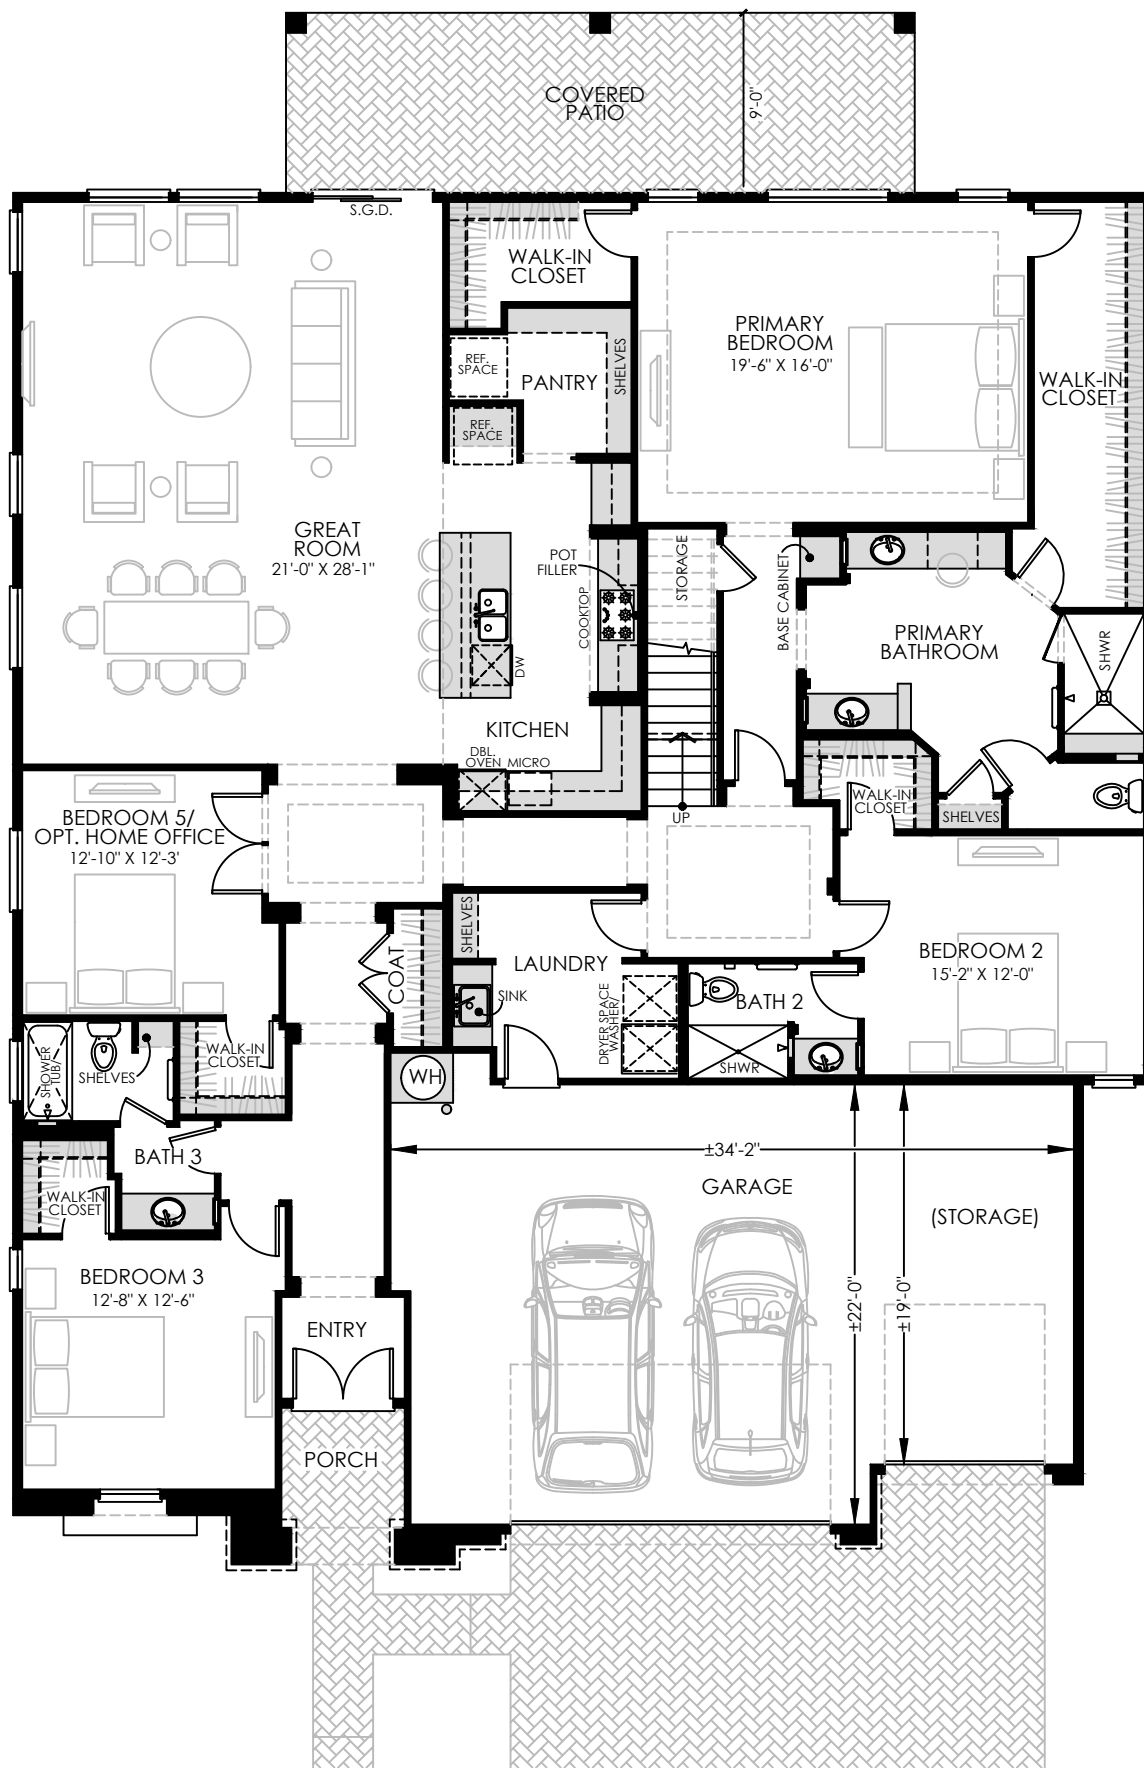 COVERED
PATIO
9'-0"
S.G.D.
WALK-IN
CLOSET
PRIMARY
BEDROOM
19'-6" X 16'-0"
WALK-IN
CLOSET
REF.
SPACE
PANTRY
SHELVES
REF.
SPACE
GREAT
ROOM
21'-0" X 28'-1"
POT
FILLER
COOKTOP
DW
STORAGE
BASE CABINET
PRIMARY
BATHROOM
SHWR
KITCHEN
DBL.
OVEN
MICRO
UP
WALK-IN
CLOSET
SHELVES
BEDROOM 5/
OPT. HOME OFFICE
12'-10" X 12'-3'
SHELVES
LAUNDRY
SINK
COAT
WASHER/
DRYER SPACE
BATH 2
SHWR
BEDROOM 2
15'-2" X 12'-0"
TUB/
SHOWER
SHELVES
WALK-IN
CLOSET
WH
BATH 3
WALK-IN
CLOSET
±34'-2"
GARAGE
(STORAGE)
±22'-0"
±19'-0"
BEDROOM 3
12'-8" X 12'-6"
ENTRY
PORCH